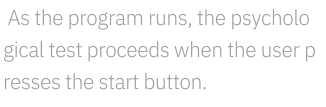 As the program runs, the psycholo
gical test proceeds when the user p
resses the start button.